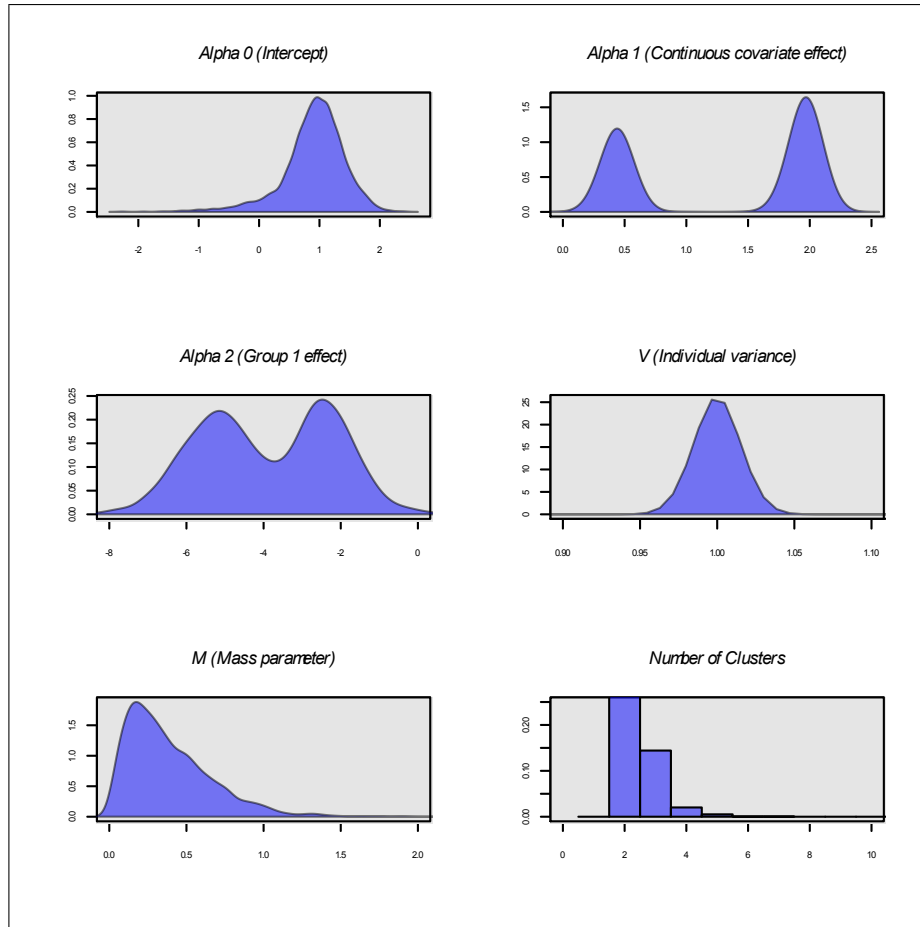 Alpha 0 (Intercept)
Alpha 1 (Continuous covariate effect)
0.0 0.2 0.4 0.6 0.8 1.0
-2 -1 0 1 2
0.0 0.5 1.0 1.5
0.0 0.5 1.0 1.5 2.0 2.5
Alpha 2 (Group 1 effect)
V (Individual variance)
0.00 0.05 0.10 0.15 0.20 0.25
-8 -6 -4 -2 0
0 5 10 15 20 25
0.90 0.95 1.00 1.05 1.10
M (Mass parameter)
Number of Clusters
0.0 0.5 1.0 1.5
0.0 0.5 1.0 1.5 2.0
0.00 0.10 0.20
0 2 4 6 8 10